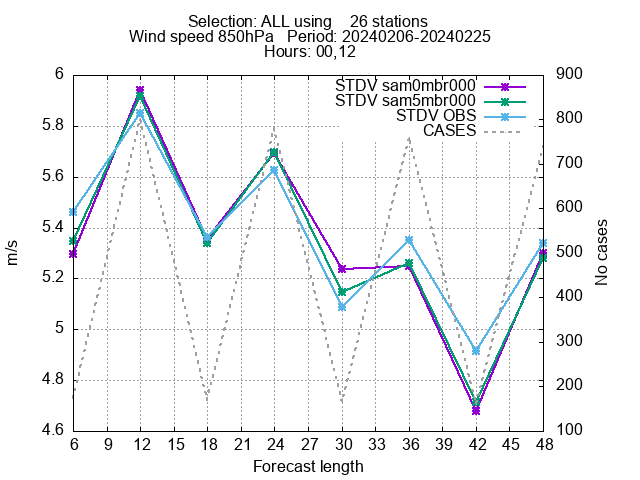 Selection: ALL using    26 stations
Wind speed 850hPa   Period: 20240206-20240225
Hours: 00,12
STDV sam0mbr000
STDV sam5mbr000
STDV OBS
CASES
m/s
6
5.8
5.6
5.4
5.2
5
4.8
4.6
No cases
900
800
700
600
500
400
300
200
100
6 12 15 18 21 24 27 30 33 36 39 42 45 48
Forecast length